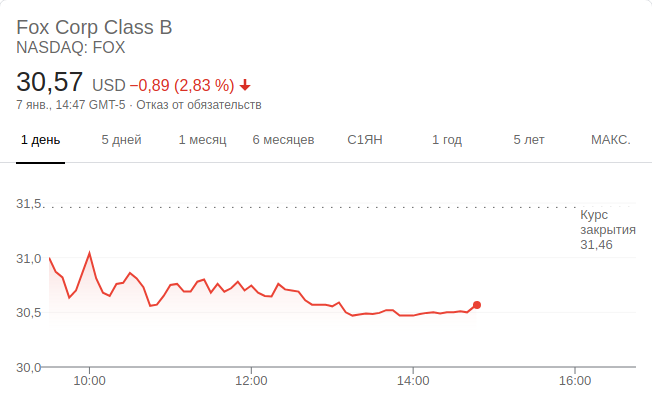 Fox Corp Class B
NASDAQ: FOX
30,57 USD −0,89 (2,83 %)
7 янв., 14:47 GMT-5 · Отказ от обязательств
1 день 5 дней 1 месяц 6 месяцев С1ЯН 1 год 5 лет МАКС.
31,5
Курс
закрытия
31,46
31,0
30,5
30,0
10:00 12:00 14:00 16:00